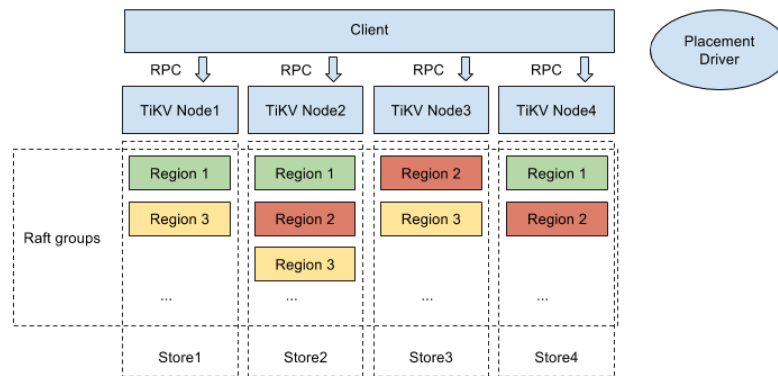 Client
Placement
Driver
RPC RPC RPC RPC
TiKV Node1 TiKV Node2 TiKV Node3 TiKV Node4
Region 1 Region 1 Region 2 Region 1
Region 3 Region 2 Region 3 Region 2
Raft groups
Region 3
... ... ... ...
Store1 Store2 Store3 Store4